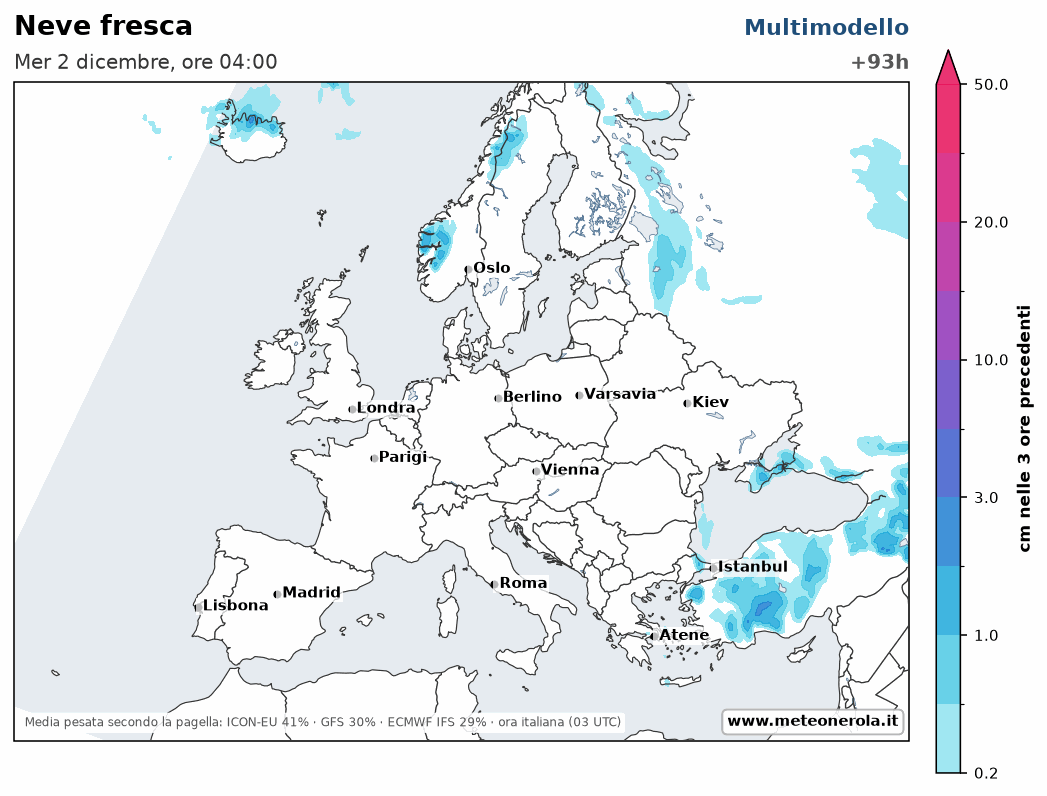 Neve fresca
Multimodello
Mer 2 dicembre, ore 04:00
+93h
Oslo
Londra
Berlino
Varsavia
Kiev
Parigi
Vienna
Istanbul
Roma
Madrid
Lisbona
Atene
50.0
20.0
10.0
3.0
1.0
0.2
cm nelle 3 ore precedenti
Media pesata secondo la pagella: ICON-EU 41% · GFS 30% · ECMWF IFS 29% · ora italiana (03 UTC)
www.meteonerola.it